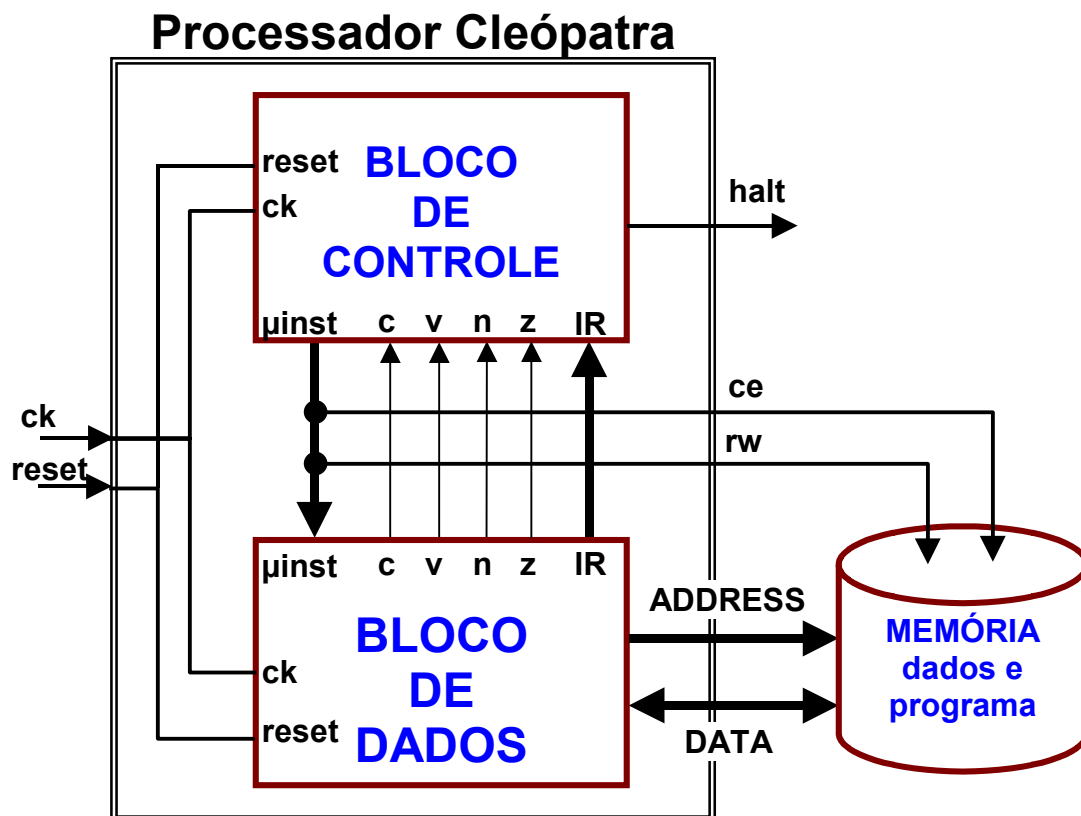 Processador Cleópatra
reset
ck
BLOCO
DE
CONTROLE
halt
µinst c v n z IR
ce
rw
ck
reset
µinst c v n z IR
ck
reset
BLOCO
DE
DADOS
ADDRESS
DATA
MEMÓRIA
dados e
programa